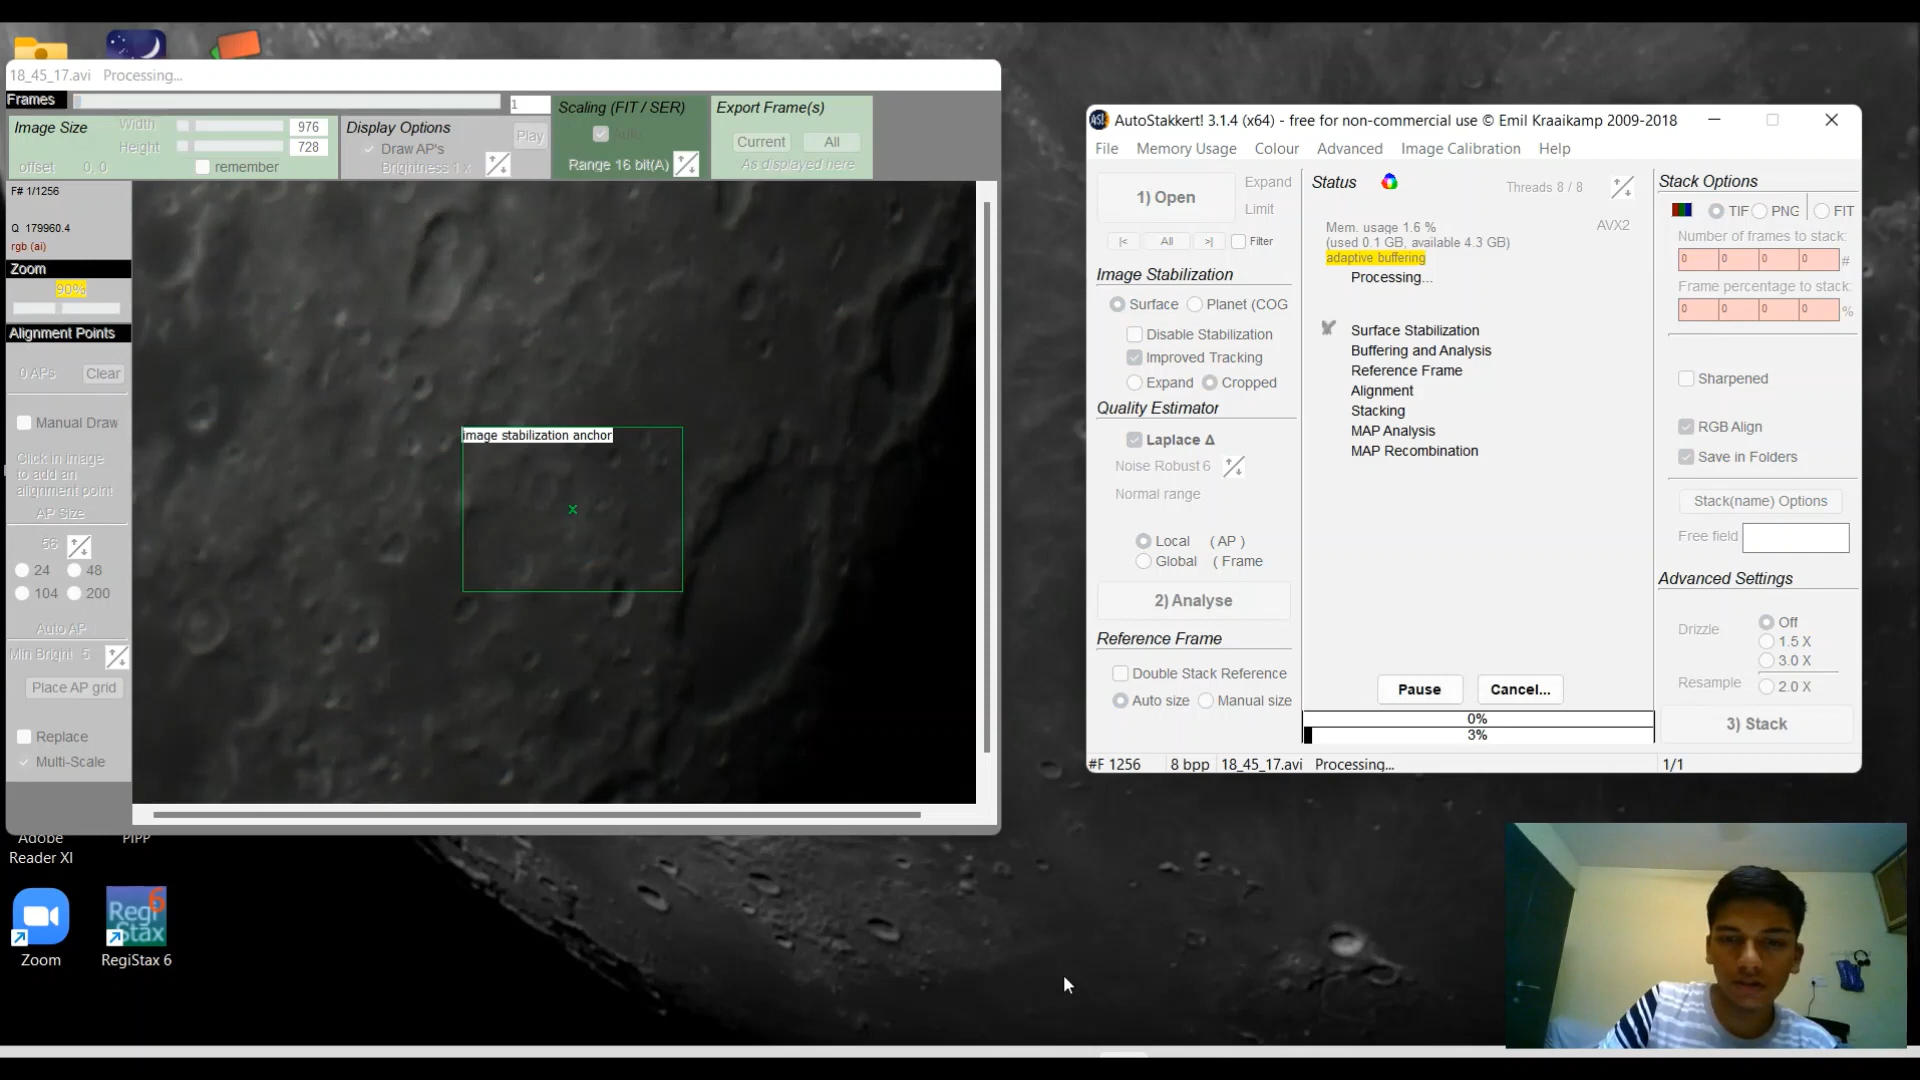 18_45_17.avi Processing...
Frames
1
Image Size
Width
976
Height
728
offset 0, 0
remember
Display Options
Play
Draw AP's
Brightness 1 x
Scaling (FIT / SER)
Auto
Range 16 bit(A)
Export Frame(s)
Current
All
As displayed here
F# 1/1256
Q 179960.4
rgb (ai)
Zoom
90%
Alignment Points
0 APs
Clear
Manual Draw
Click in image
to add an
alignment point
AP Size
56
24
48
104
200
Auto AP
Min Bright 5
Place AP grid
Replace
Multi-Scale
image stabilization anchor
Adobe
Reader XI
PIPP
Zoom
Regi
Stax
6
RegiStax 6
AS!
AutoStakkert! 3.1.4 (x64) - free for non-commercial use © Emil Kraaikamp 2009-2018
File Memory Usage Colour Advanced Image Calibration Help
1) Open
Expand
Limit
|<
All
>|
Filter
Image Stabilization
Surface
Planet (COG
Disable Stabilization
Improved Tracking
Expand
Cropped
Quality Estimator
Laplace Δ
Noise Robust 6
Normal range
Local (AP)
Global (Frame
2) Analyse
Reference Frame
Double Stack Reference
Auto size
Manual size
Status
Threads 8 / 8
AVX2
Mem. usage 1.6 %
(used 0.1 GB, available 4.3 GB)
adaptive buffering
Processing...
Surface Stabilization
Buffering and Analysis
Reference Frame
Alignment
Stacking
MAP Analysis
MAP Recombination
Pause
Cancel...
0%
3%
Stack Options
TIF
PNG
FIT
Number of frames to stack:
0 0 0 0 #
Frame percentage to stack:
0 0 0 0 %
Sharpened
RGB Align
Save in Folders
Stack(name) Options
Free field
Advanced Settings
Drizzle
Off
1.5 X
3.0 X
Resample
2.0 X
3) Stack
#F 1256 8 bpp 18_45_17.avi Processing... 1/1